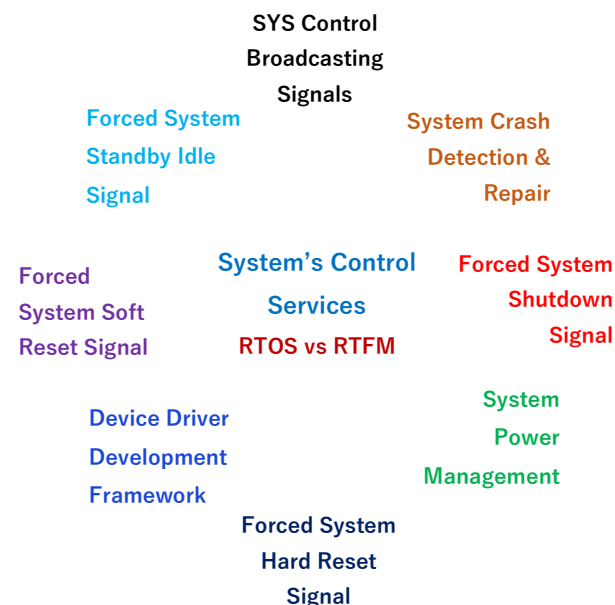 SYS Control
Broadcasting
Signals
Forced System
Standby Idle
Signal
System Crash
Detection &
Repair
Forced
System Soft
Reset Signal
System’s Control
Services
RTOS vs RTFM
Forced System
Shutdown
Signal
Device Driver
Development
Framework
System
Power
Management
Forced System
Hard Reset
Signal